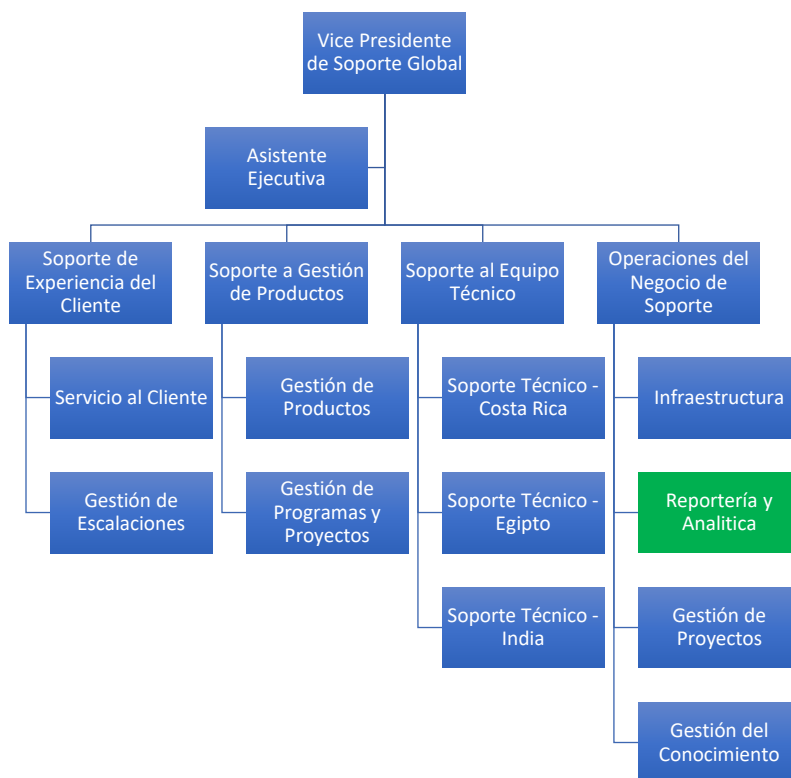 Vice Presidente
de Soporte Global
Asistente
Ejecutiva
Soporte de
Experiencia del
Cliente
Soporte a Gestión
de Productos
Soporte al Equipo
Técnico
Operaciones del
Negocio de
Soporte
Servicio al Cliente
Gestión de
Escalaciones
Gestión de
Productos
Gestión de
Programas y
Proyectos
Soporte Técnico -
Costa Rica
Soporte Técnico -
Egipto
Soporte Técnico -
India
Infraestructura
Reportería y
Analitica
Gestión de
Proyectos
Gestión del
Conocimiento